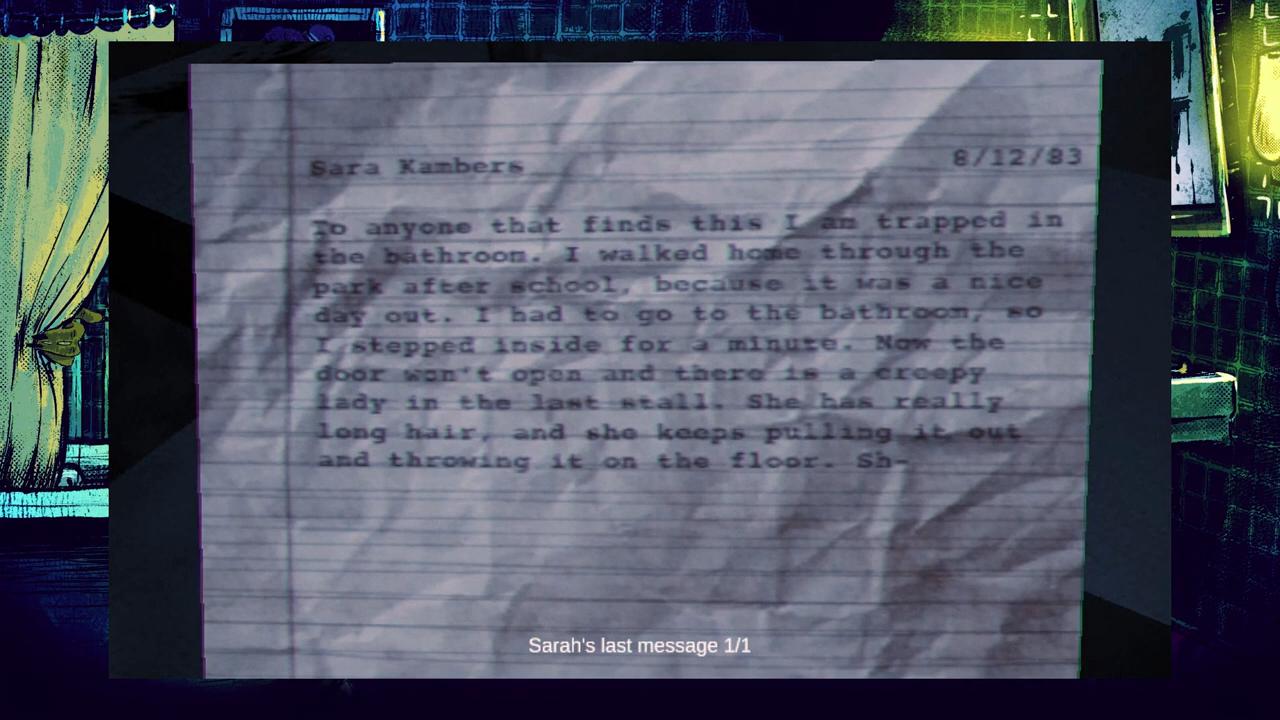 Sara Kambers
8/12/83
To anyone that finds this I am trapped in
the bathroom. I walked home through the
park after school, because it was a nice
day out. I had to go to the bathroom, so
I stepped inside for a minute. Now the
door won't open and there is a creepy
lady in the last stall. She has really
long hair, and she keeps pulling it out
and throwing it on the floor. Sh-
Sarah's last message 1/1